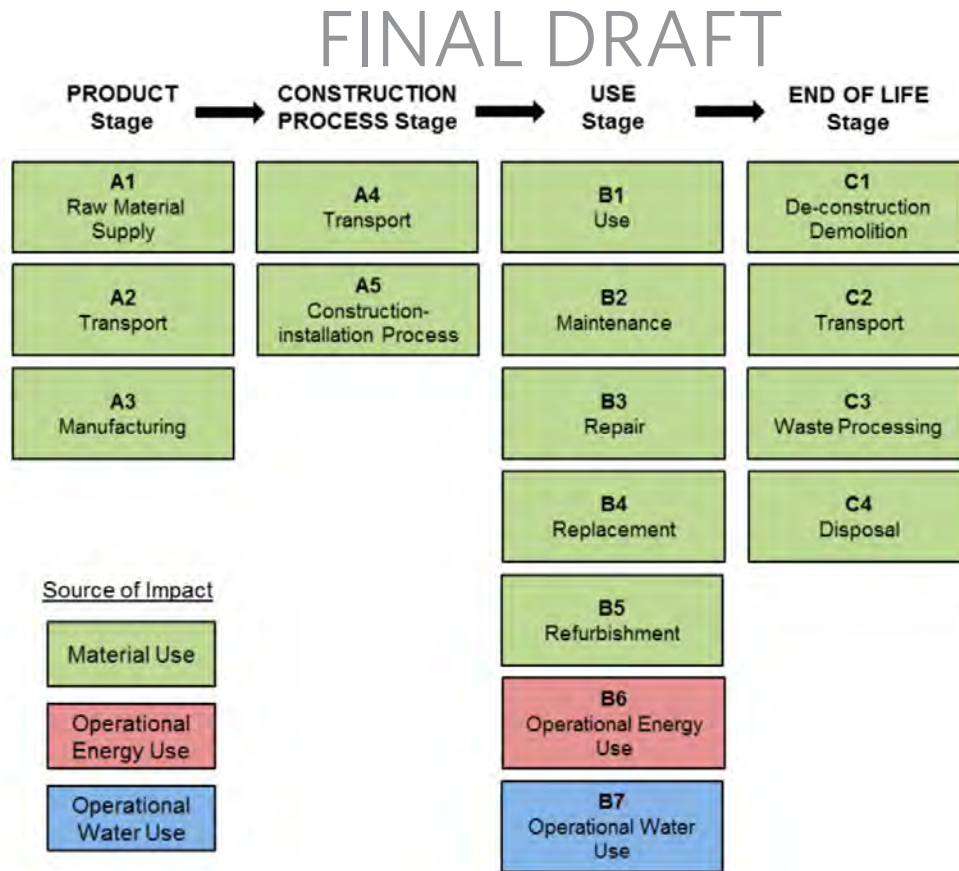 FINAL DRAFT
PRODUCT
Stage
CONSTRUCTION
PROCESS Stage
USE
Stage
END OF LIFE
Stage
A1
Raw Material
Supply
A2
Transport
A3
Manufacturing
A4
Transport
A5
Construction-
installation Process
B1
Use
B2
Maintenance
B3
Repair
B4
Replacement
B5
Refurbishment
B6
Operational Energy
Use
B7
Operational Water
Use
C1
De-construction
Demolition
C2
Transport
C3
Waste Processing
C4
Disposal
Source of Impact
Material Use
Operational
Energy Use
Operational
Water Use